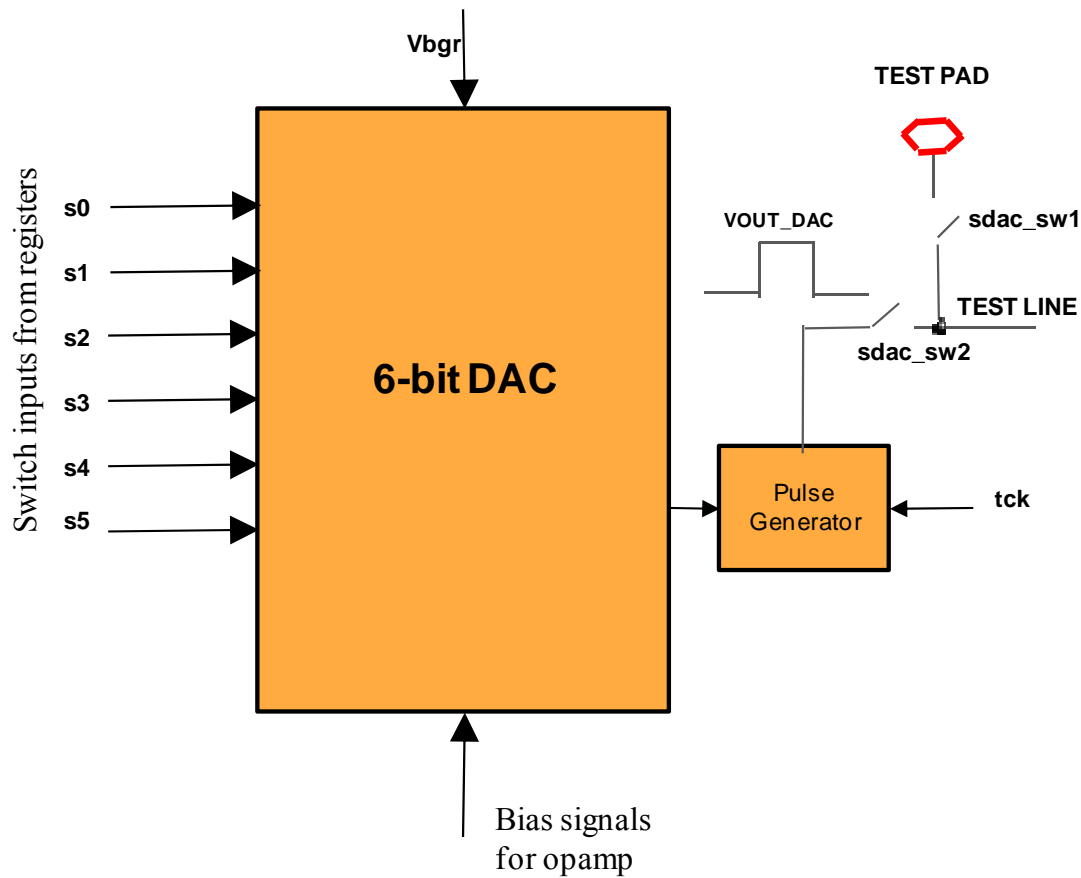 Vbgr
TEST PAD
Switch inputs from registers
s0
s1
s2
s3
s4
s5
6-bit DAC
VOUT_DAC
sdac_sw1
TEST LINE
sdac_sw2
Pulse
Generator
tck
Bias signals
for opamp